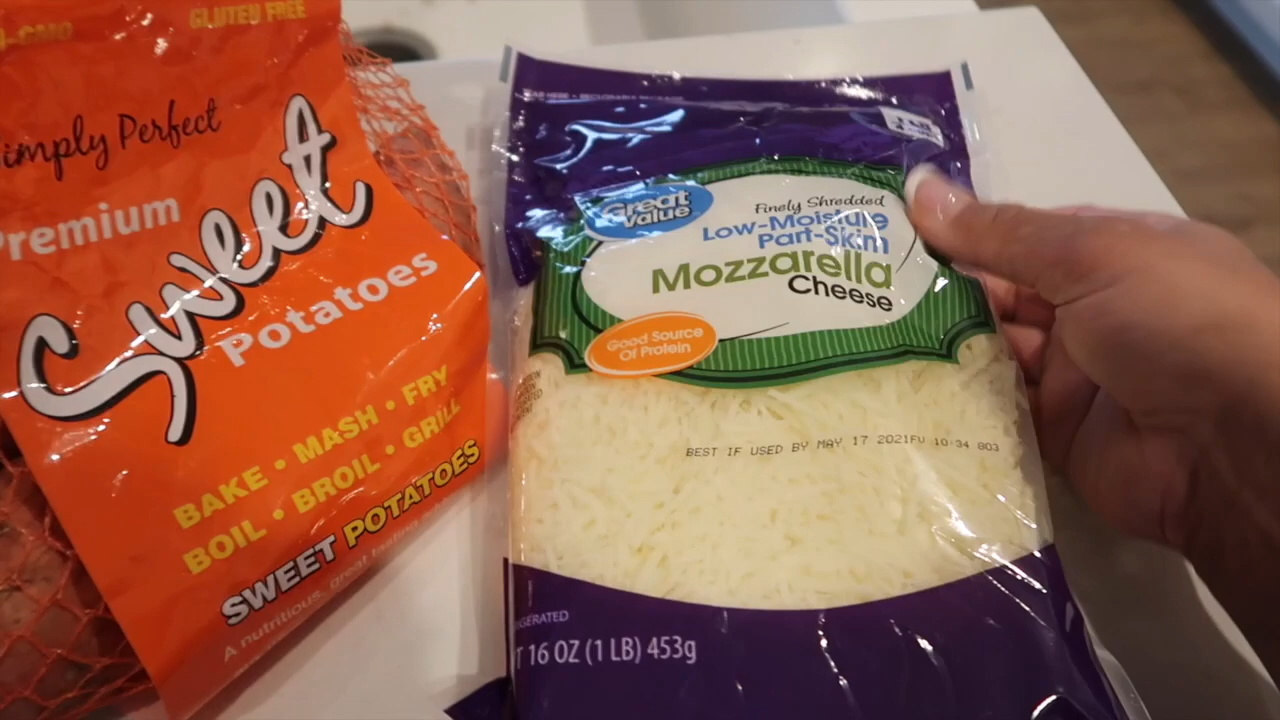 GLUTEN FREE
Simply Perfect
Premium
Sweet
Potatoes
BAKE • MASH • FRY
BOIL • BROIL • GRILL
SWEET POTATOES
A nutritious, great tasting
Great
Value
Finely Shredded
Low-Moisture
Part-Skim
Mozzarella
Cheese
Good Source
Of Protein
BEST IF USED BY MAY 17 2021FU 10:34 803
16 OZ (1 LB) 453g